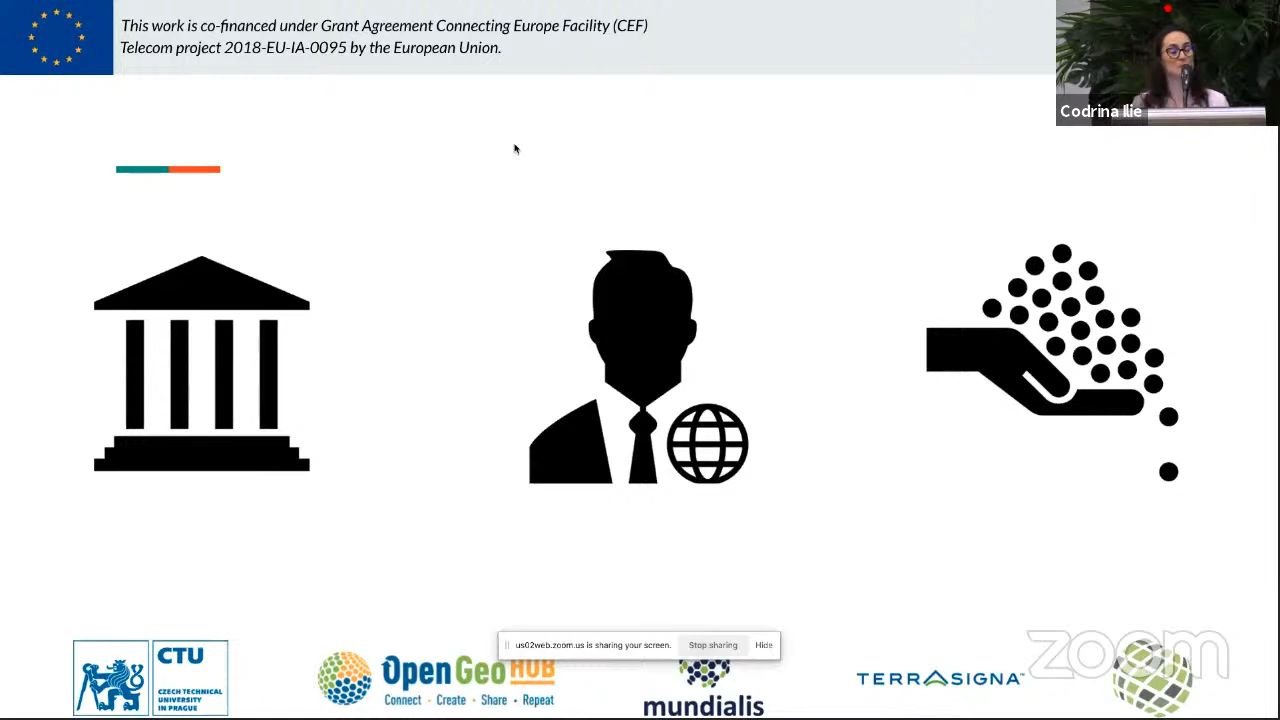 This work is co-financed under Grant Agreement Connecting Europe Facility (CEF)
Telecom project 2018-EU-IA-0095 by the European Union.
Codrina Ilie
us02web.zoom.us is sharing your screen.
Stop sharing
Hide
CTU
CZECH TECHNICAL
UNIVERSITY
IN PRAGUE
OpenGeoHUB
Connect · Create · Share · Repeat
mundialis
TERRASIGNA™
zoom